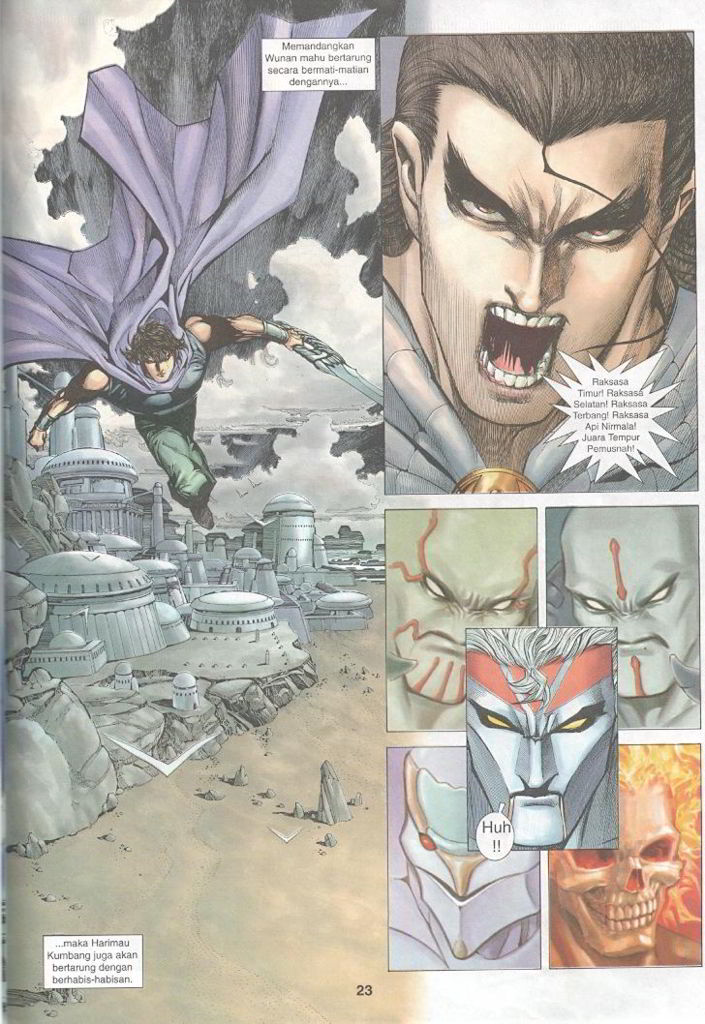 Memandangkan
Wunan mahu bertarung
secara bermati-matian
dengannya...
Raksasa
Timur! Raksasa
Selatan! Raksasa
Terbang! Raksasa
Api Nirmala!
Juara Tempur
Pemusnah!
Huh
!!
...maka Harimau
Kumbang juga akan
bertarung dengan
berhabis-habisan.
23